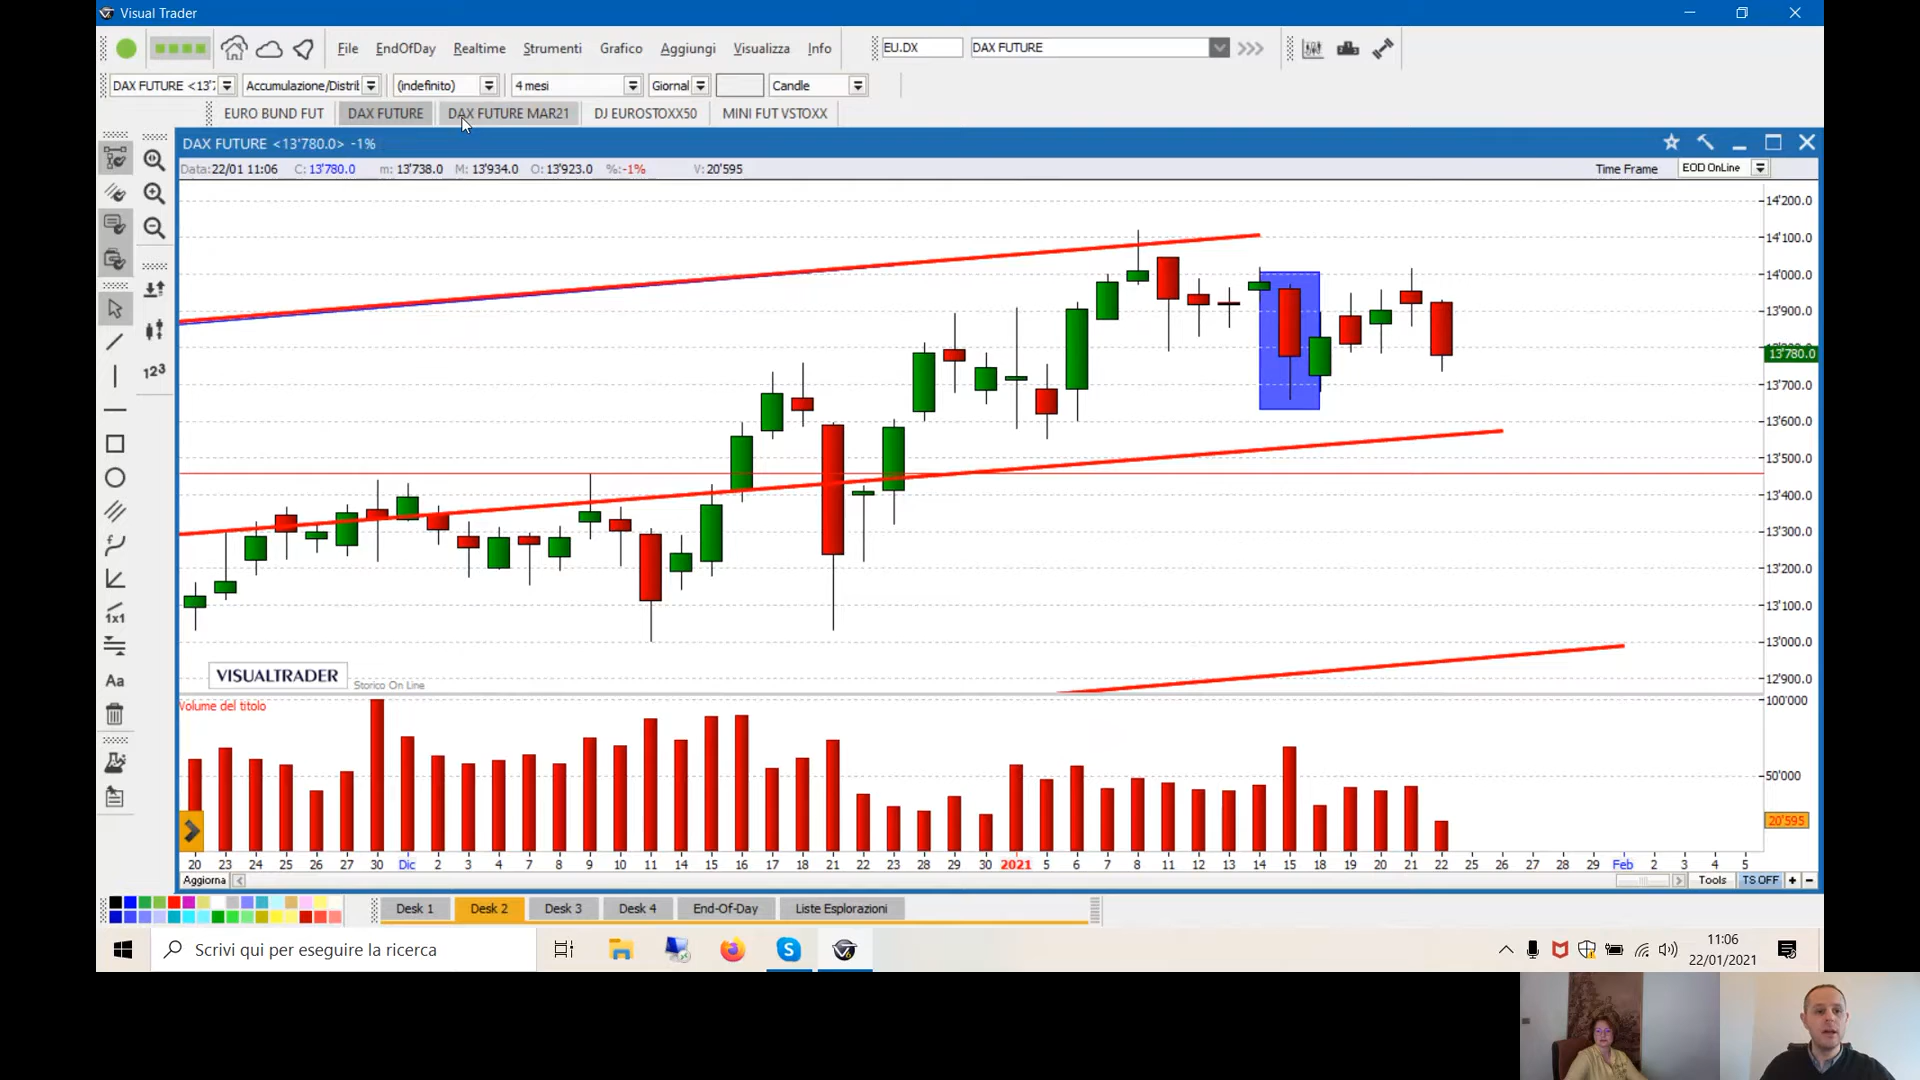 Visual Trader
File EndOfDay Realtime Strumenti Grafico Aggiungi Visualizza Info EU.DX DAX FUTURE
DAX FUTURE <13': Accumulazione/Distril (indefinito) 4 mesi Giornal Candle
EURO BUND FUT DAX FUTURE DAX FUTURE MAR21 DJ EUROSTOXX50 MINI FUT VSTOXX
DAX FUTURE <13'780.0> -1%
Data:22/01 11:06 C: 13'780.0 m: 13'738.0 M: 13'934.0 O: 13'923.0 %:-1% V: 20'595 Time Frame EOD OnLine
14'200.0
14'100.0
14'000.0
13'900.0
13'780.0
13'700.0
13'600.0
13'500.0
13'400.0
13'300.0
13'200.0
13'100.0
13'000.0
12'900.0
123
1x1
Aa
VISUALTRADER
Storico On Line
Volume del titolo
100'000
50'000
20'595
20 23 24 25 26 27 30 Dic 2 3 4 7 8 9 10 11 14 15 16 17 18 21 22 23 28 29 30 2021 5 6 7 8 11 12 13 14 15 18 19 20 21 22 25 26 27 28 29 Feb 2 3 4 5
Aggiorna Tools TS OFF + −
Desk 1 Desk 2 Desk 3 Desk 4 End-Of-Day Liste Esplorazioni
Scrivi qui per eseguire la ricerca
11:06
22/01/2021